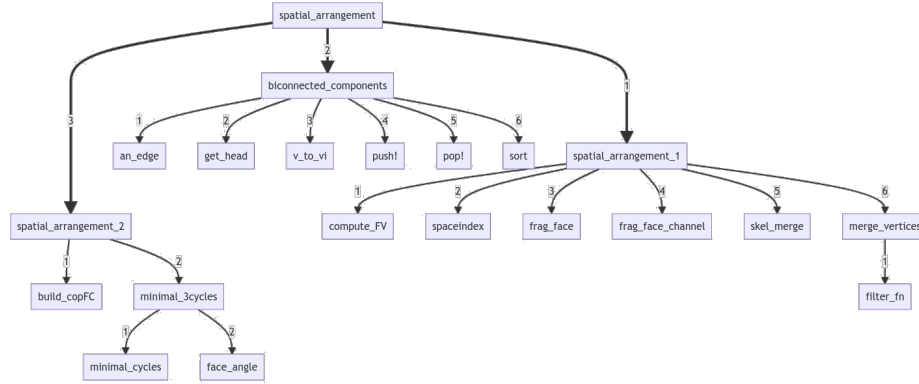 spatial_arrangement
2
biconnected_components
3
1
1
2
3
4
5
6
an_edge
get_head
v_to_vi
push!
pop!
sort
spatial_arrangement_1
1
2
3
4
5
6
spatial_arrangement_2
compute_FV
spaceindex
frag_face
frag_face_channel
skel_merge
merge_vertices
1
2
1
build_copFC
minimal_3cycles
filter_fn
1
2
minimal_cycles
face_angle